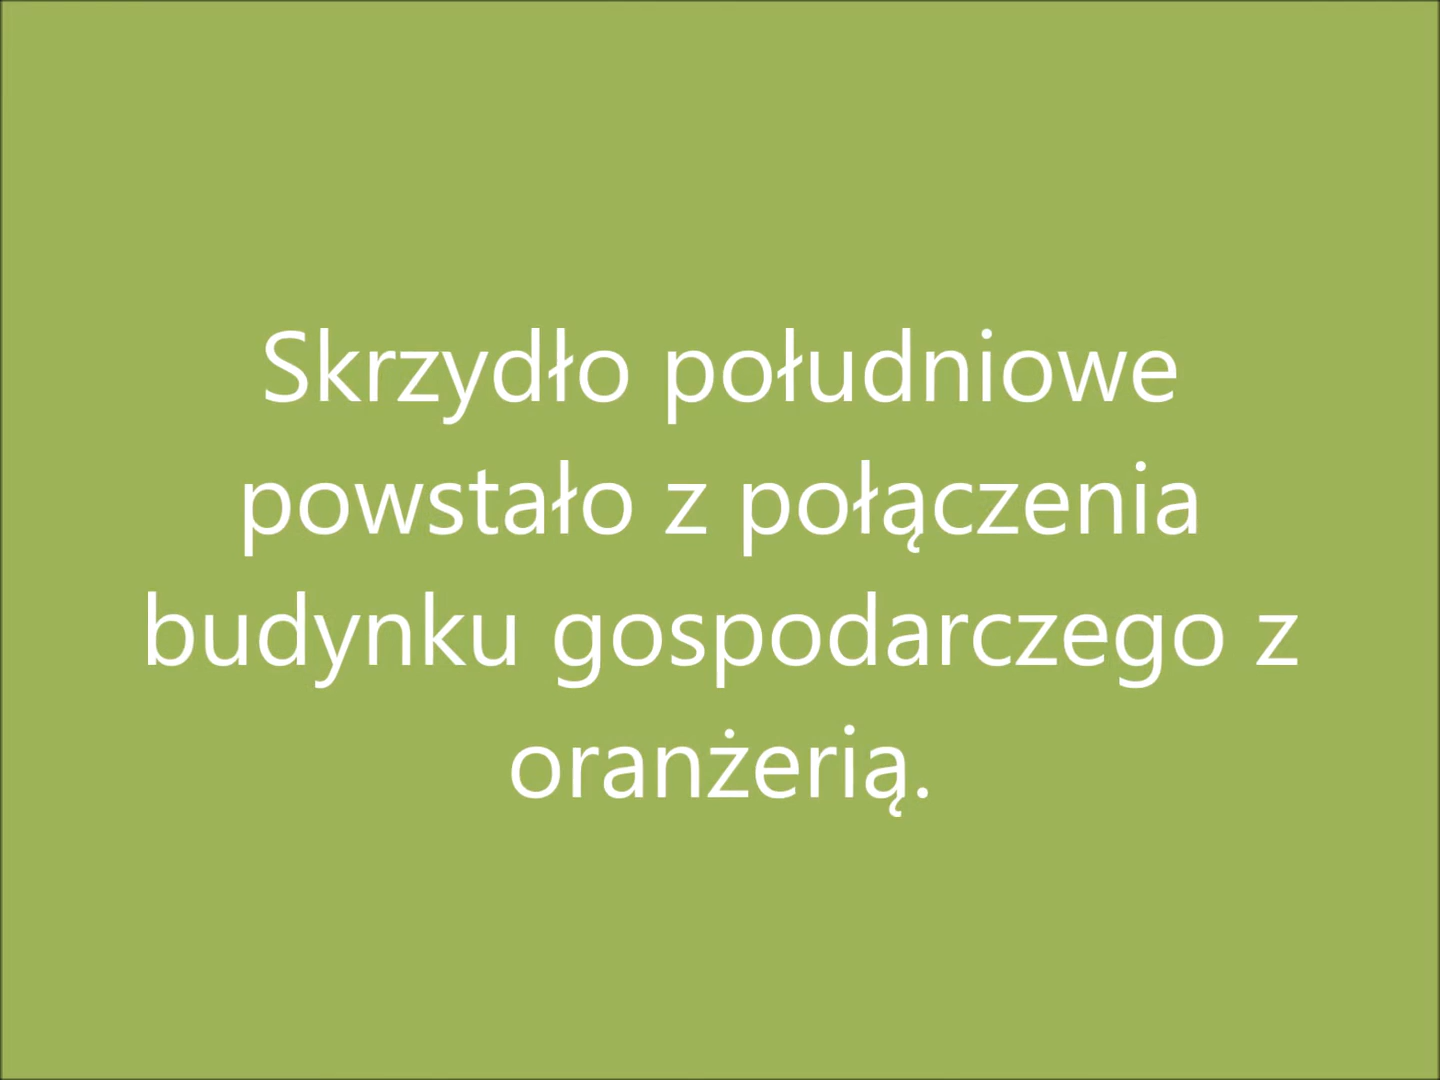 Skrzydło południowe
powstało z połączenia
budynku gospodarczego z
oranżerią.